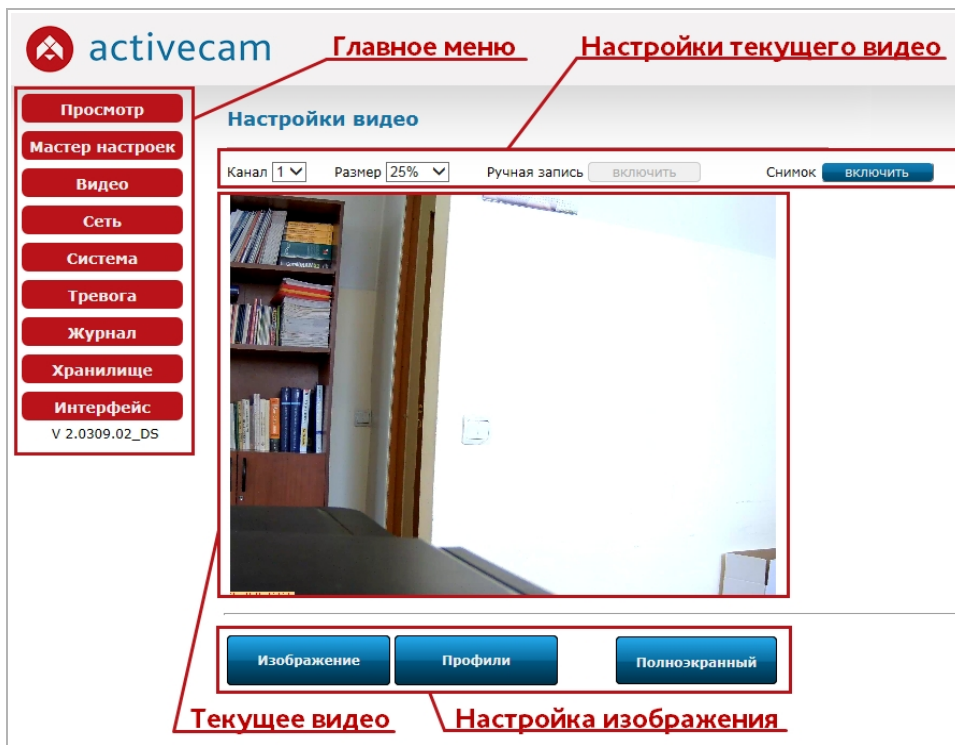 activecam
Главное меню
Настройки текущего видео
Просмотр
Мастер настроек
Видео
Сеть
Система
Тревога
Журнал
Хранилище
Интерфейс
V 2.0309.02_DS
Настройки видео
Канал 1 Размер 25% Ручная запись включить Снимок включить
Изображение Профили Полноэкранный
Текущее видео Настройка изображения